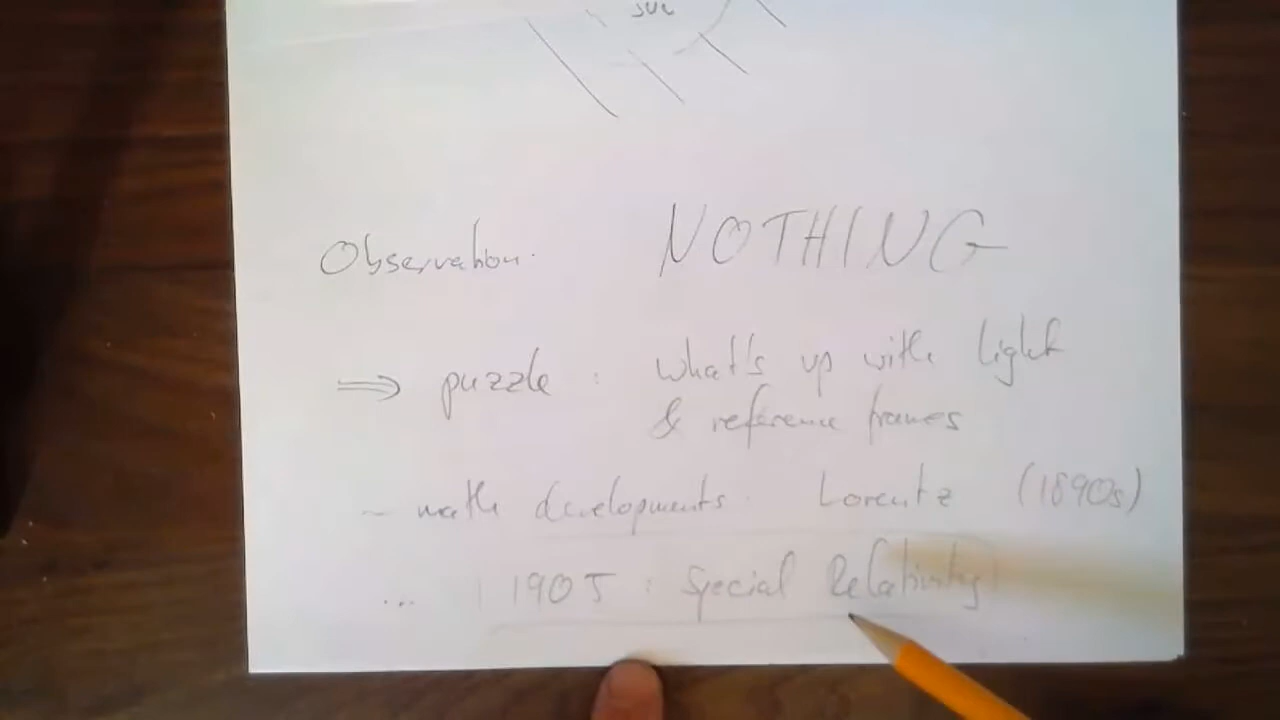 Observation: NOTHING
⇒ puzzle : what's up with light
& reference frames
- math developments. Lorentz (1890s)
... 1905 : Special Relativity